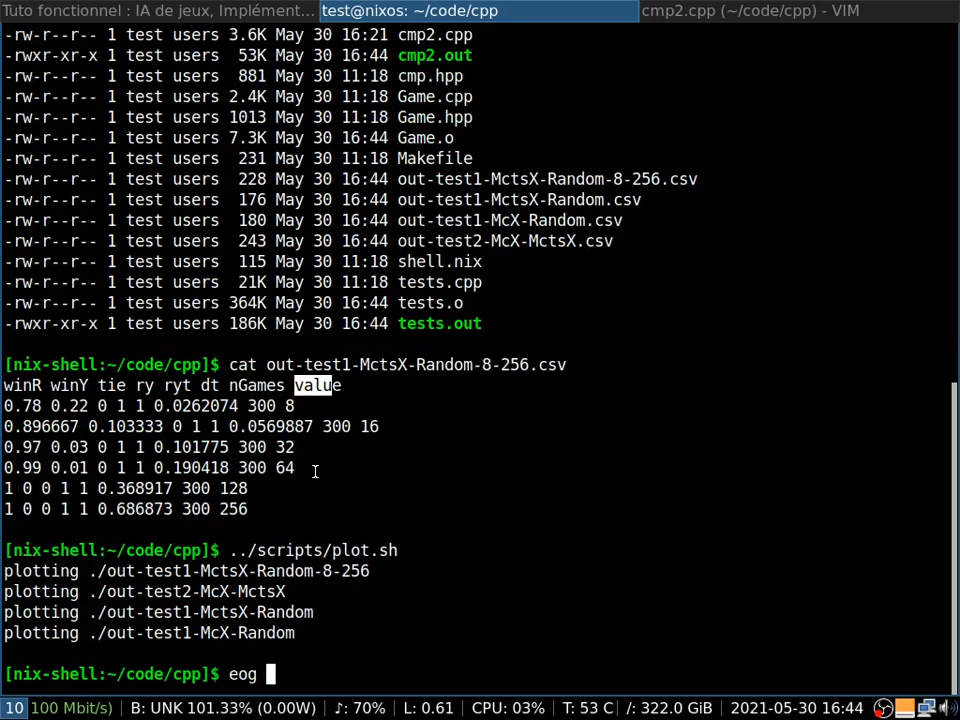 Tuto fonctionnel : IA de jeux, Implément... test@nixos: ~/code/cpp cmp2.cpp (~/code/cpp) - VIM
-rw-r--r-- 1 test users 3.6K May 30 16:21 cmp2.cpp
-rwxr-xr-x 1 test users  53K May 30 16:44 cmp2.out
-rw-r--r-- 1 test users  881 May 30 11:18 cmp.hpp
-rw-r--r-- 1 test users 2.4K May 30 11:18 Game.cpp
-rw-r--r-- 1 test users 1013 May 30 11:18 Game.hpp
-rw-r--r-- 1 test users 7.3K May 30 16:44 Game.o
-rw-r--r-- 1 test users  231 May 30 11:18 Makefile
-rw-r--r-- 1 test users  228 May 30 16:44 out-test1-MctsX-Random-8-256.csv
-rw-r--r-- 1 test users  176 May 30 16:44 out-test1-MctsX-Random.csv
-rw-r--r-- 1 test users  180 May 30 16:44 out-test1-McX-Random.csv
-rw-r--r-- 1 test users  243 May 30 16:44 out-test2-McX-MctsX.csv
-rw-r--r-- 1 test users  115 May 30 11:18 shell.nix
-rw-r--r-- 1 test users  21K May 30 11:18 tests.cpp
-rw-r--r-- 1 test users 364K May 30 16:44 tests.o
-rwxr-xr-x 1 test users 186K May 30 16:44 tests.out
[nix-shell:~/code/cpp]$ cat out-test1-MctsX-Random-8-256.csv
winR winY tie ry ryt dt nGames value
0.78 0.22 0 1 1 0.0262074 300 8
0.896667 0.103333 0 1 1 0.0569887 300 16
0.97 0.03 0 1 1 0.101775 300 32
0.99 0.01 0 1 1 0.190418 300 64
1 0 0 1 1 0.368917 300 128
1 0 0 1 1 0.686873 300 256
[nix-shell:~/code/cpp]$ ../scripts/plot.sh
plotting ./out-test1-MctsX-Random-8-256
plotting ./out-test2-McX-MctsX
plotting ./out-test1-MctsX-Random
plotting ./out-test1-McX-Random
[nix-shell:~/code/cpp]$ eog
10 100 Mbit/s) | B: UNK 101.33% (0.00W) | ♪: 70% | L: 0.61 | CPU: 03% | T: 53 C | /: 322.0 GiB | 2021-05-30 16:44